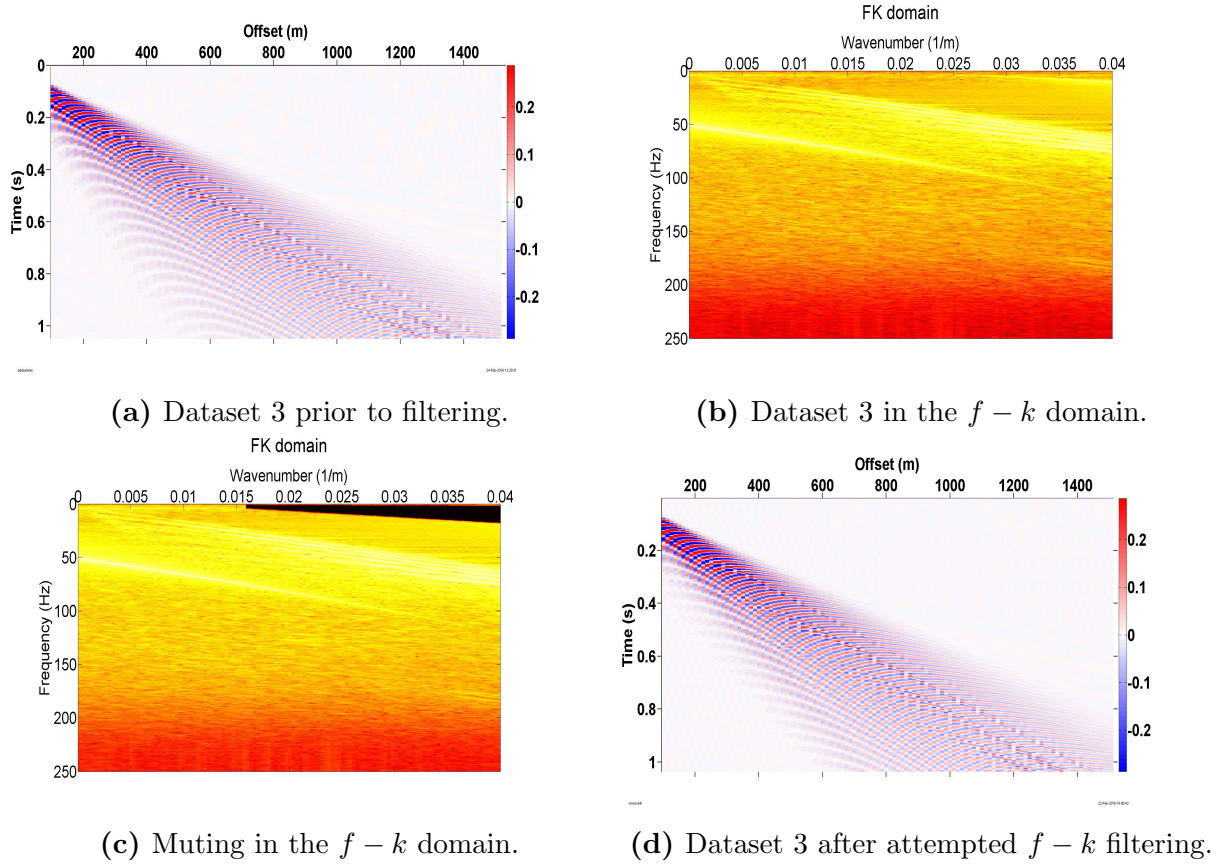 Offset (m)
200 400 600 800 1000 1200 1400
0
0.2
0.4
0.6
0.8
1
Time (s)
0.2
0.1
0
-0.1
-0.2
(a) Dataset 3 prior to filtering.
FK domain
Wavenumber (1/m)
0 0.005 0.01 0.015 0.02 0.025 0.03 0.035 0.04
0
50
100
150
200
250
Frequency (Hz)
(b) Dataset 3 in the f − k domain.
FK domain
Wavenumber (1/m)
0 0.005 0.01 0.015 0.02 0.025 0.03 0.035 0.04
0
50
100
150
200
250
Frequency (Hz)
(c) Muting in the f − k domain.
Offset (m)
200 400 600 800 1000 1200 1400
0.2
0.4
0.6
0.8
1
Time (s)
0.2
0.1
0
-0.1
-0.2
(d) Dataset 3 after attempted f − k filtering.